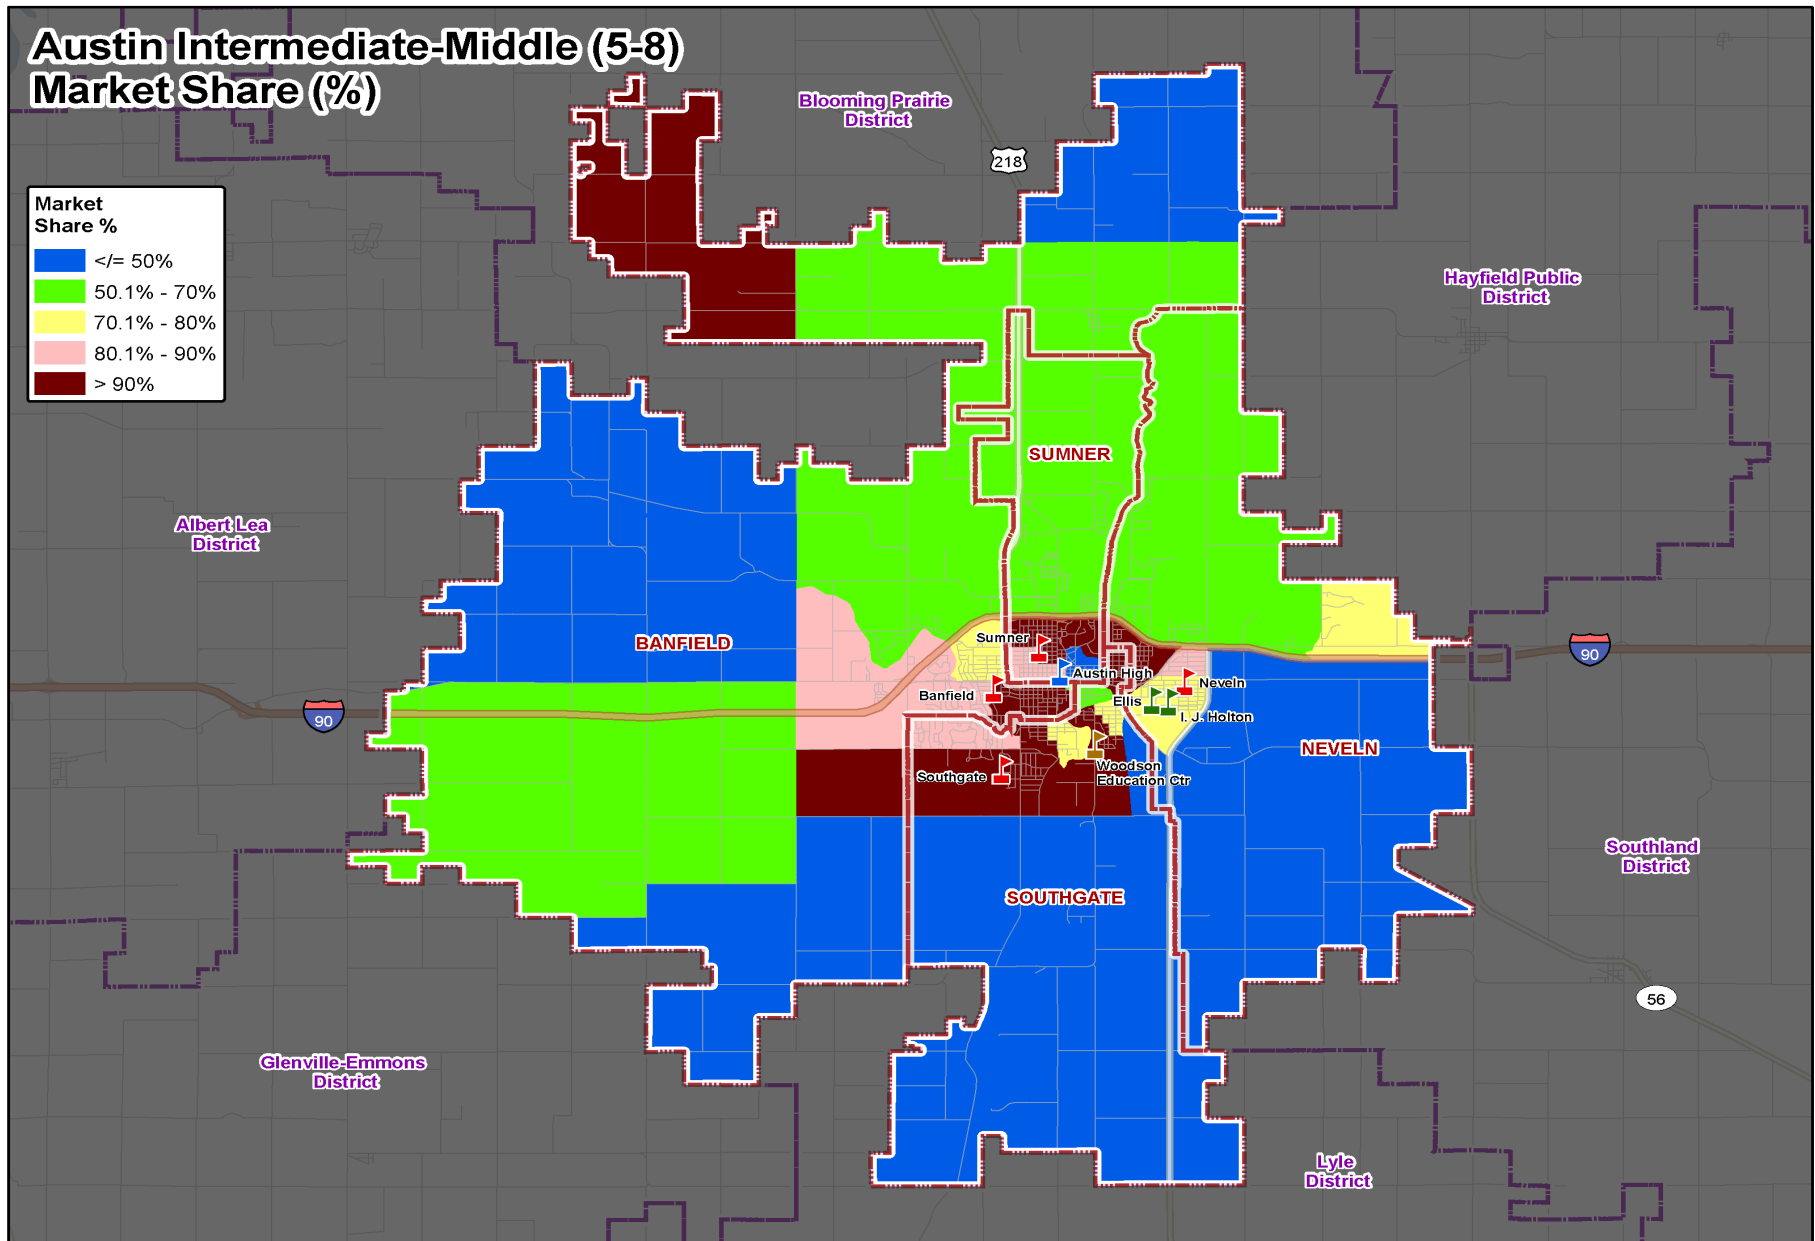 Austin Intermediate-Middle (5-8)
Market Share (%)
Market
Share %
</= 50%
50.1% - 70%
70.1% - 80%
80.1% - 90%
> 90%
Blooming Prairie
District
218
Hayfield Public
District
SUMNER
Albert Lea
District
BANFIELD
Sumner
90
Austin High
Neveln
Banfield
Ellis
I. J. Holton
90
NEVELN
Woodson
Education Ctr
Southgate
Southland
District
SOUTHGATE
56
Glenville-Emmons
District
Lyle
District